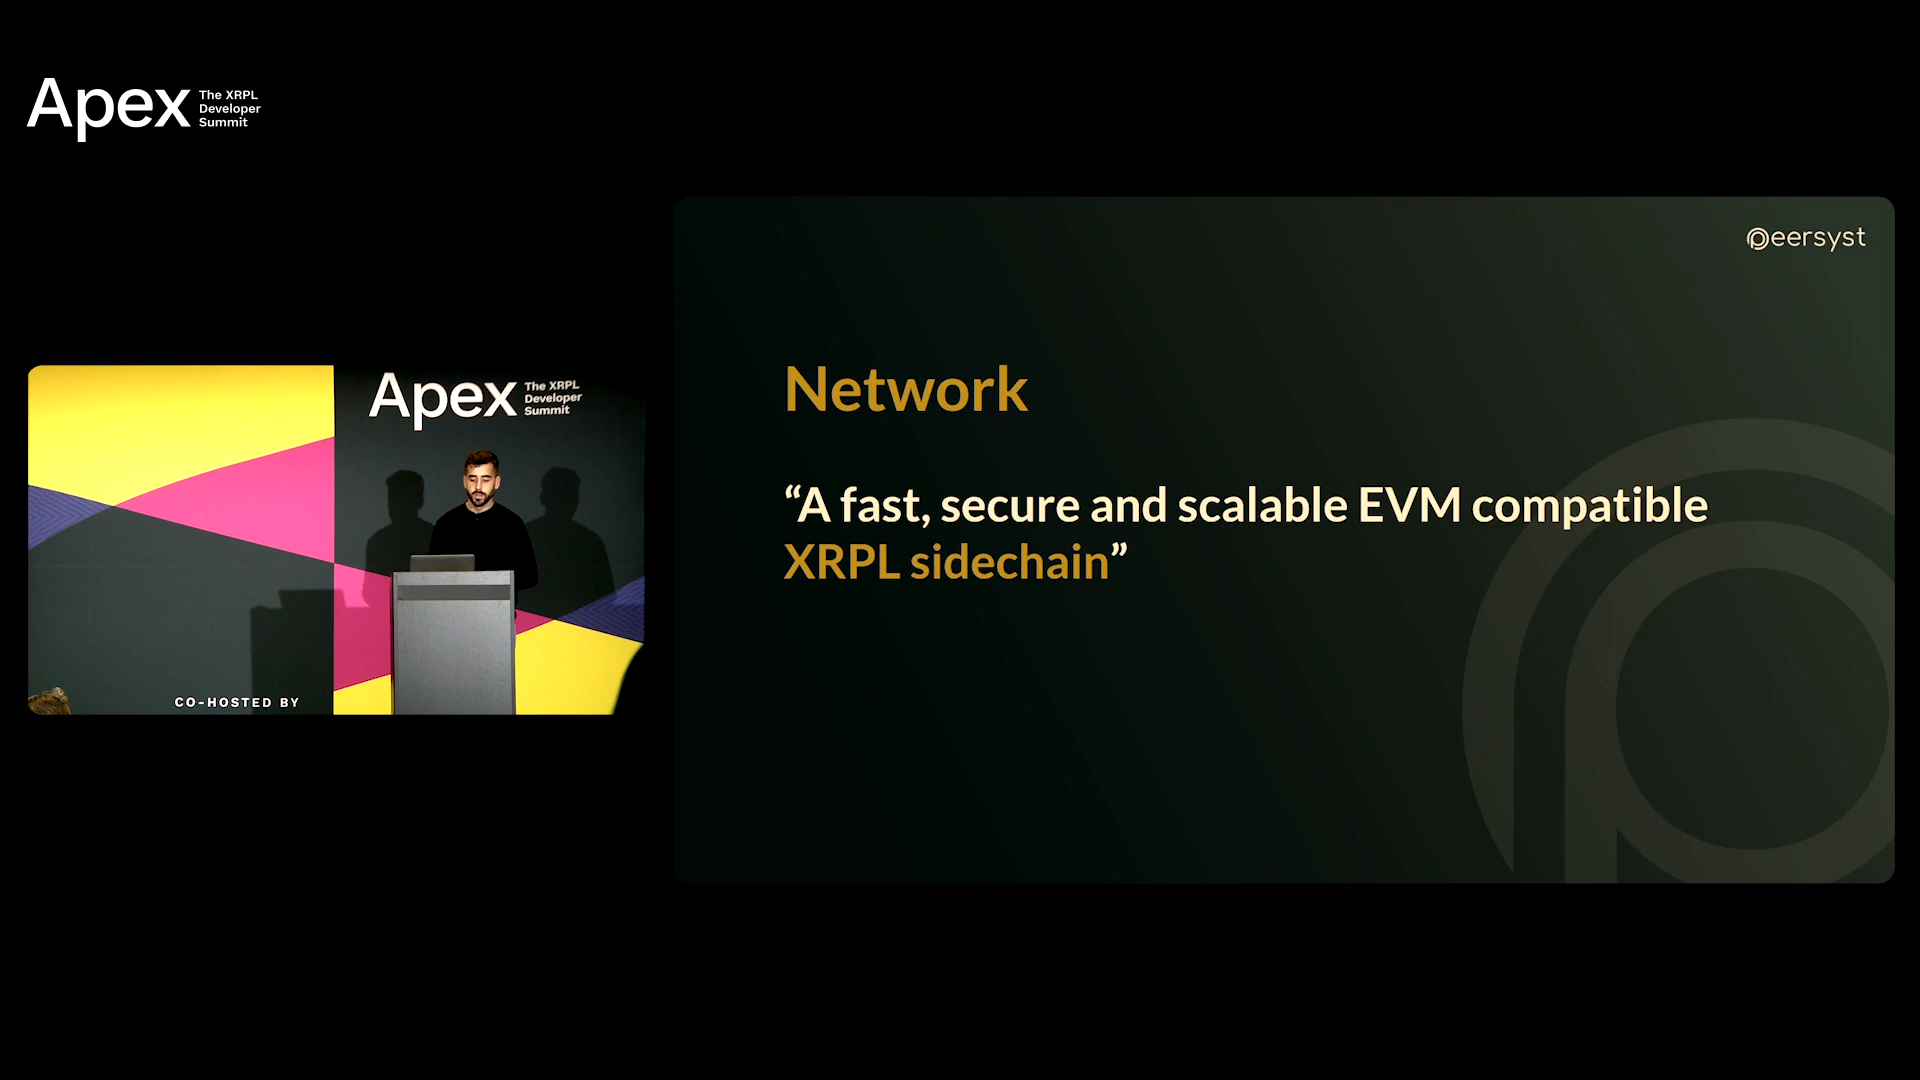 Apex
The XRPL
Developer
Summit
Apex
The XRPL
Developer
Summit
CO-HOSTED BY
peersyst
Network
“A fast, secure and scalable EVM compatible
XRPL sidechain”